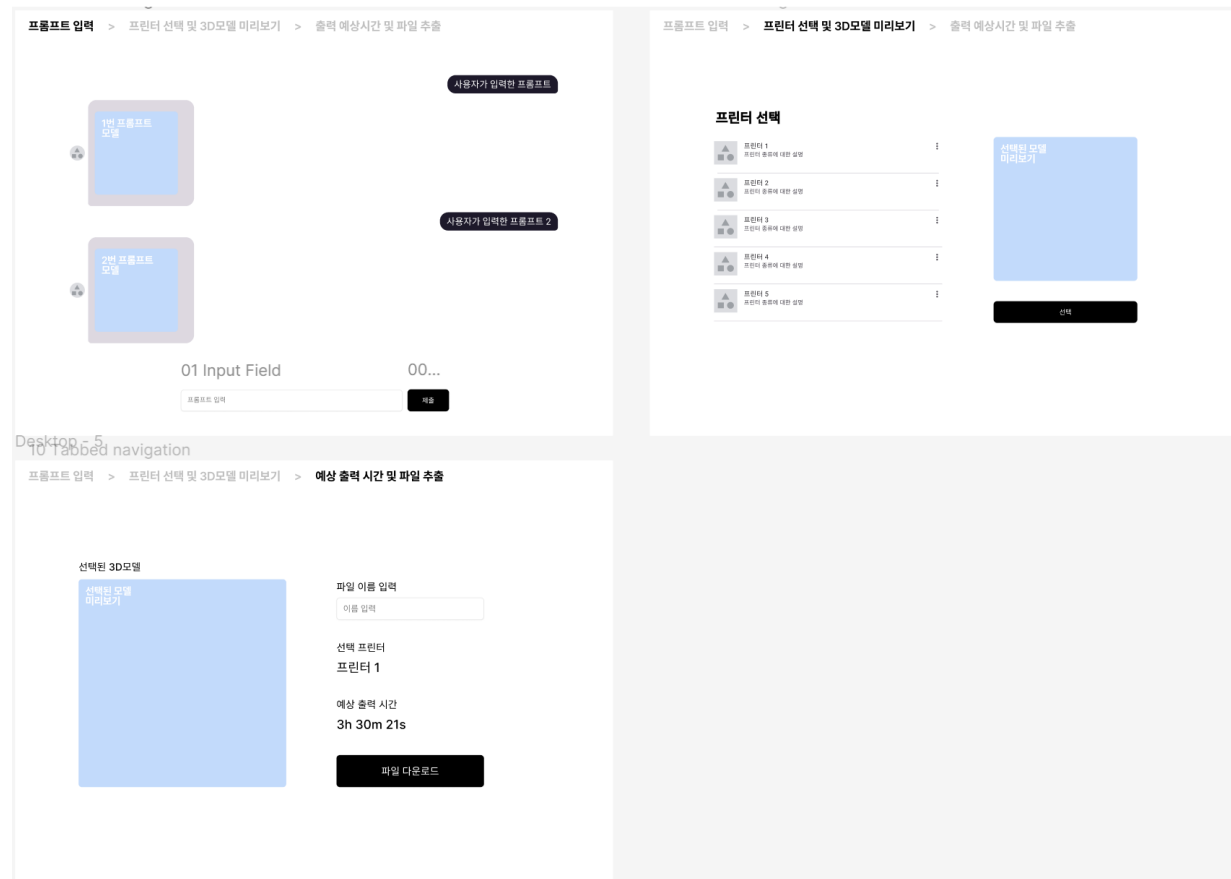 프롬프트 입력 > 프린터 선택 및 3D모델 미리보기 > 출력 예상시간 및 파일 추출
사용자가 입력한 프롬프트
1번 프롬프트
모델
사용자가 입력한 프롬프트 2
2번 프롬프트
모델
01 Input Field
00...
프롬프트 입력
제출
프롬프트 입력 > 프린터 선택 및 3D모델 미리보기 > 출력 예상시간 및 파일 추출
프린터 선택
프린터 1
프린터 종류에 대한 설명
프린터 2
프린터 종류에 대한 설명
프린터 3
프린터 종류에 대한 설명
프린터 4
프린터 종류에 대한 설명
프린터 5
프린터 종류에 대한 설명
선택된 모델
미리보기
선택
Desktop - 5
10 Tabbed navigation
프롬프트 입력 > 프린터 선택 및 3D모델 미리보기 > 예상 출력 시간 및 파일 추출
선택된 3D모델
선택된 모델
미리보기
파일 이름 입력
이름 입력
선택 프린터
프린터 1
예상 출력 시간
3h 30m 21s
파일 다운로드